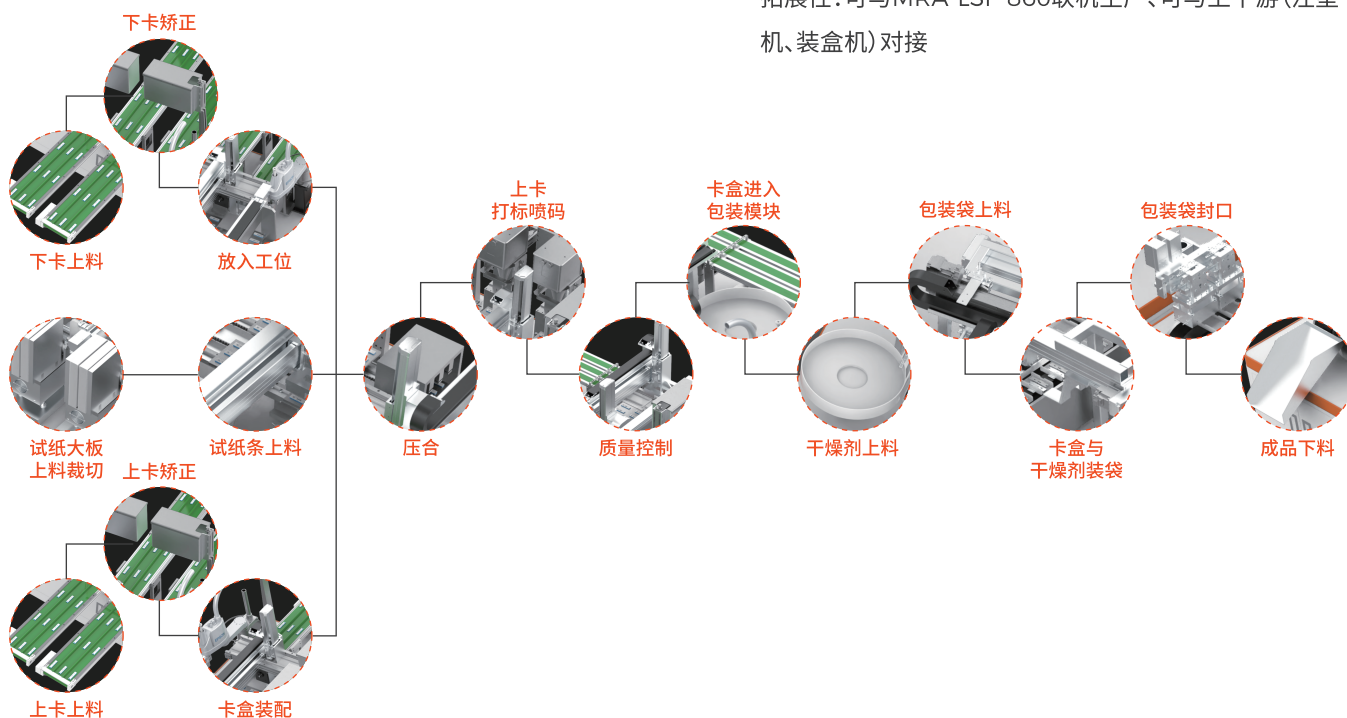 机、装盒机)对接
下卡矫正
下卡上料
放入工位
上卡
打标喷码
卡盒进入
包装模块
包装袋上料
包装袋封口
试纸大板
上料裁切
试纸条上料
压合
质量控制
干燥剂上料
卡盒与
干燥剂装袋
成品下料
上卡矫正
上卡上料
卡盒装配